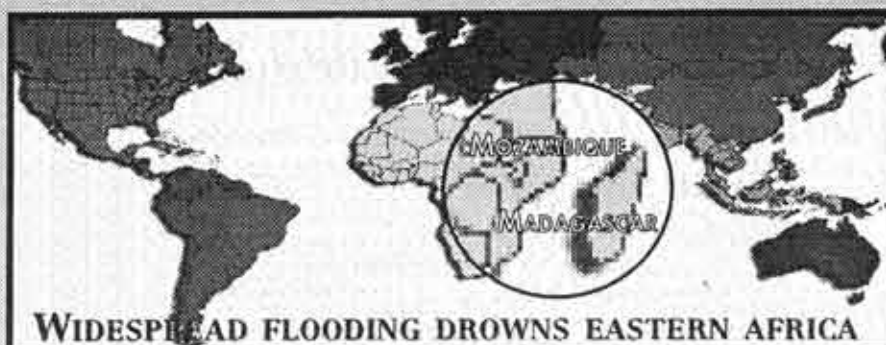 MOZAMBIQUE
MADAGASCAR
WIDESPREAD FLOODING DROWNS EASTERN AFRICA